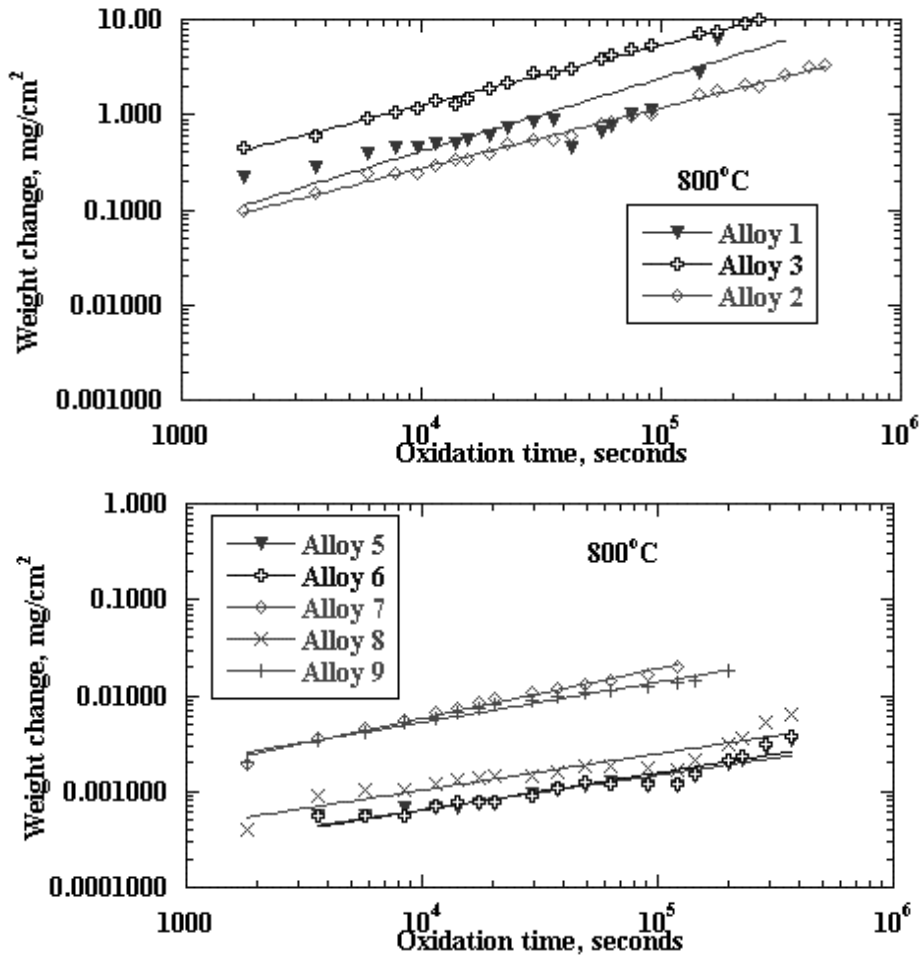 10.00
1.000
0.1000
0.01000
0.001000
Weight change, mg/cm²
800°C
Alloy 1
Alloy 3
Alloy 2
1000
10⁴
10⁵
10⁶
Oxidation time, seconds
1.000
0.1000
0.01000
0.001000
0.0001000
Weight change, mg/cm²
Alloy 5
Alloy 6
Alloy 7
Alloy 8
Alloy 9
800°C
1000
10⁴
10⁵
10⁶
Oxidation time, seconds